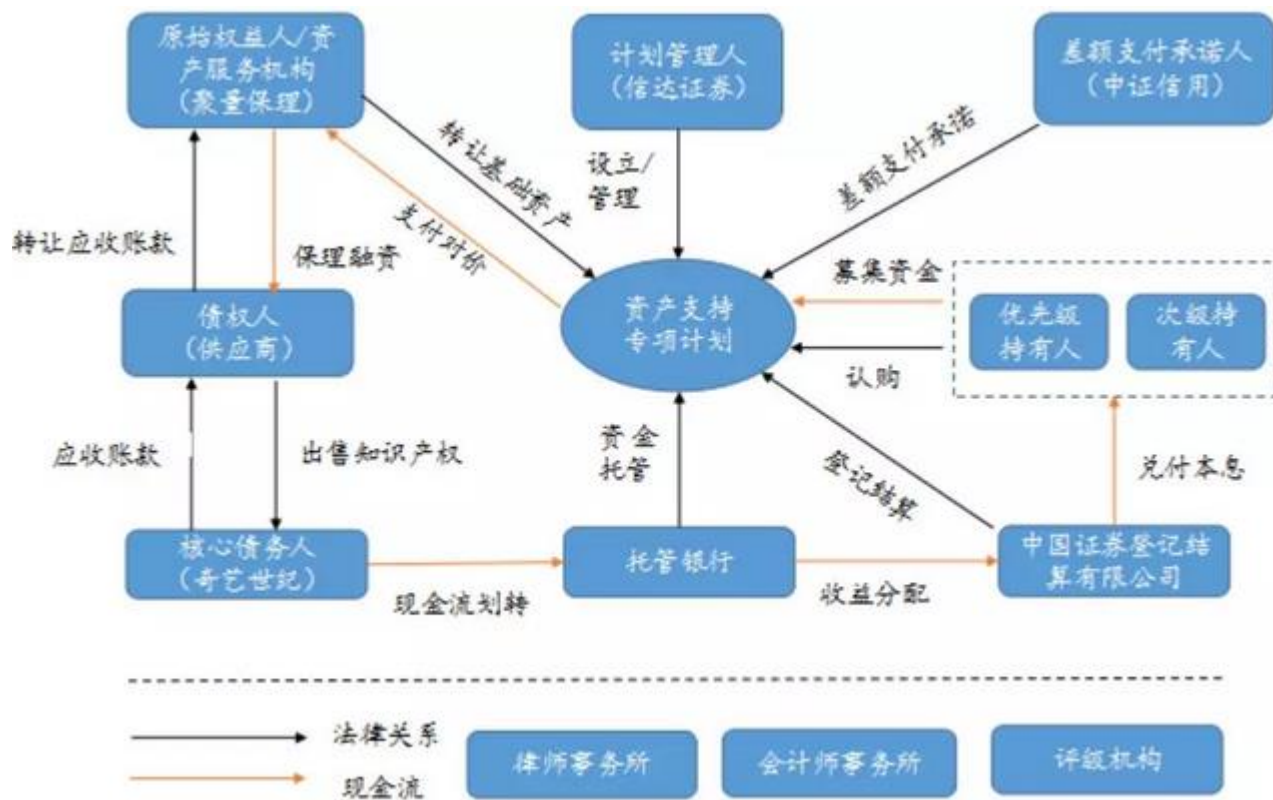 原始权益人/资
产服务机构
（聚量保理）
计划管理人
（信达证券）
差额支付承诺人
（中证信用）
转让基础资产
支付对价
设立/
管理
差额支付承诺
转让应收账款
保理融资
募集资金
债权人
（供应商）
资产支持
专项计划
优先级
持有人
次级持
有人
认购
应收账款
出售知识产权
资金
托管
登记结算
兑付本息
核心债务人
（奇艺世纪）
现金流划转
托管银行
收益分配
中国证券登记结
算有限公司
法律关系
现金流
律师事务所
会计师事务所
评级机构